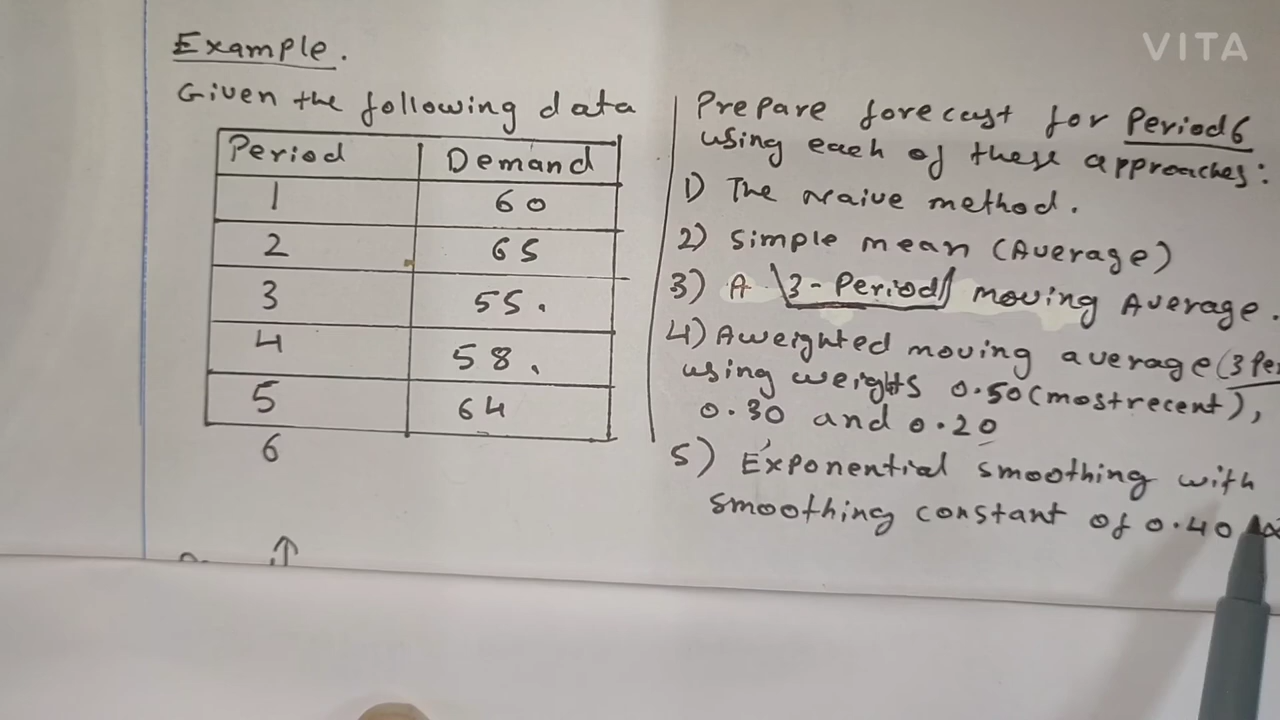 VITA
Example.
Given the following data
Period Demand
1 60
2 65
3 55.
4 58.
5 64
6
Prepare forecast for Period 6
using each of these approaches:
1) The Naive method.
2) Simple mean (Average)
3) A 3-Period moving Average.
4) A weighted moving average (3 Per
using weights 0.50 (most recent),
0.30 and 0.20
5) Exponential smoothing with
smoothing constant of 0.40